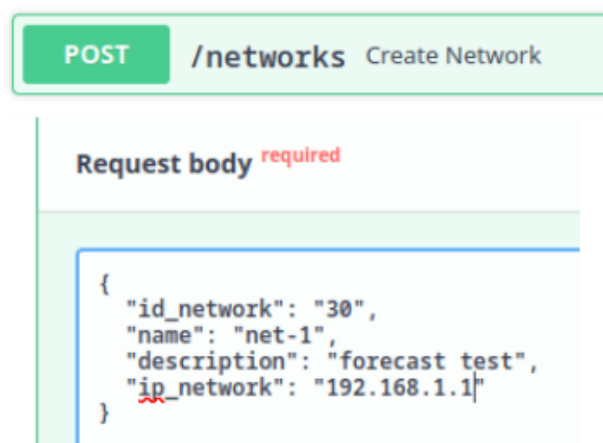 POST /networks Create Network
Request body required
{
"id_network": "30",
"name": "net-1",
"description": "forecast test",
"ip_network": "192.168.1.1"
}